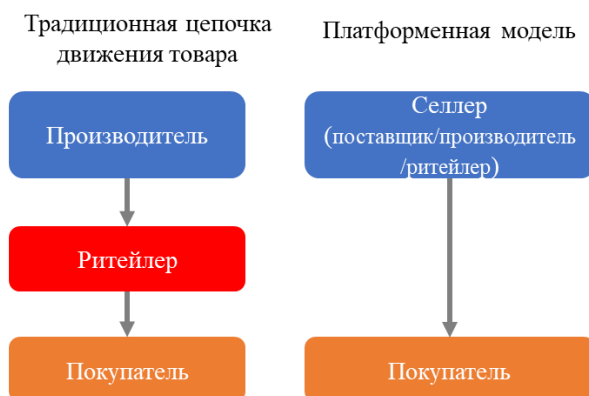 Традиционная цепочка
движения товара
Производитель
Ритейлер
Покупатель
Платформенная модель
Селлер
(поставщик/производитель
/ритейлер)
Покупатель